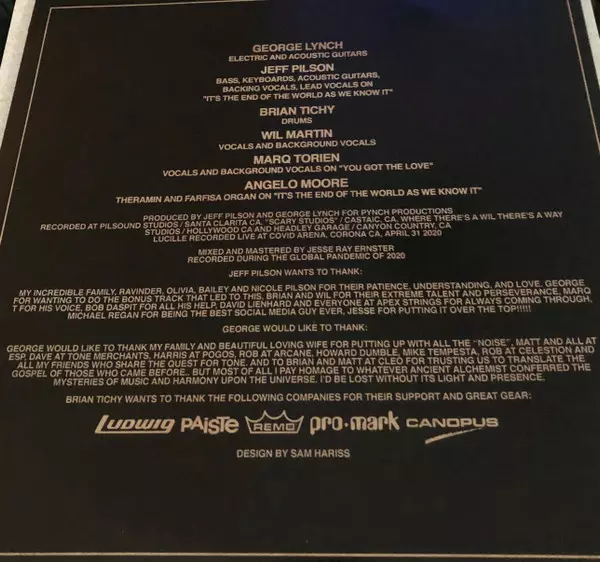 GEORGE LYNCH
ELECTRIC AND ACOUSTIC GUITARS
JEFF PILSON
BASS, KEYBOARDS, ACOUSTIC GUITARS,
BACKING VOCALS, LEAD VOCALS ON
"IT'S THE END OF THE WORLD AS WE KNOW IT"
BRIAN TICHY
DRUMS
WIL MARTIN
VOCALS AND BACKGROUND VOCALS
MARQ TORIEN
VOCALS AND BACKGROUND VOCALS ON "YOU GOT THE LOVE"
ANGELO MOORE
THERAMIN AND FARFISA ORGAN ON "IT'S THE END OF THE WORLD AS WE KNOW IT"
PRODUCED BY JEFF PILSON AND GEORGE LYNCH FOR PYNCH PRODUCTIONS
RECORDED AT PILSOUND STUDIOS / SANTA CLARITA CA, "SCARY STUDIOS" / CASTAIC, CA, WHERE THERE'S A WIL THERE'S A WAY
STUDIOS / HOLLYWOOD CA AND HEADLEY GARAGE / CANYON COUNTRY, CA
LUCILLE RECORDED LIVE AT COVID ARENA, CORONA CA, APRIL 31 2020
MIXED AND MASTERED BY JESSE RAY ERNSTER
RECORDED DURING THE GLOBAL PANDEMIC OF 2020
JEFF PILSON WANTS TO THANK:
MY INCREDIBLE FAMILY, RAVINDER, OLIVIA, BAILEY AND NICOLE PILSON FOR THEIR PATIENCE, UNDERSTANDING, AND LOVE. GEORGE
FOR WANTING TO DO THE BONUS TRACK THAT LED TO THIS, BRIAN AND WIL FOR THEIR EXTREME TALENT AND PERSEVERANCE, MARQ
T FOR HIS VOICE, BOB DASPIT FOR ALL HIS HELP, DAVID LIENHARD AND EVERYONE AT APEX STRINGS FOR ALWAYS COMING THROUGH,
MICHAEL REGAN FOR BEING THE BEST SOCIAL MEDIA GUY EVER, JESSE FOR PUTTING IT OVER THE TOP!!!!!
GEORGE WOULD LIKE TO THANK:
GEORGE WOULD LIKE TO THANK MY FAMILY AND BEAUTIFUL LOVING WIFE FOR PUTTING UP WITH ALL THE "NOISE", MATT AND ALL AT
ESP, DAVE AT TONE MERCHANTS, HARRIS AT POGOS, ROB AT ARCANE, HOWARD DUMBLE, MIKE TEMPESTA, ROB AT CELESTION AND
ALL MY FRIENDS WHO SHARE THE QUEST FOR TONE, AND TO BRIAN AND MATT AT CLEO FOR TRUSTING US TO TRANSLATE THE
GOSPEL OF THOSE WHO CAME BEFORE.. BUT MOST OF ALL I PAY HOMAGE TO WHATEVER ANCIENT ALCHEMIST CONFERRED THE
MYSTERIES OF MUSIC AND HARMONY UPON THE UNIVERSE. I'D BE LOST WITHOUT ITS LIGHT AND PRESENCE.
BRIAN TICHY WANTS TO THANK THE FOLLOWING COMPANIES FOR THEIR SUPPORT AND GREAT GEAR:
Ludwig PAiSTe REMO pro·mark CANOPUS
DESIGN BY SAM HARISS